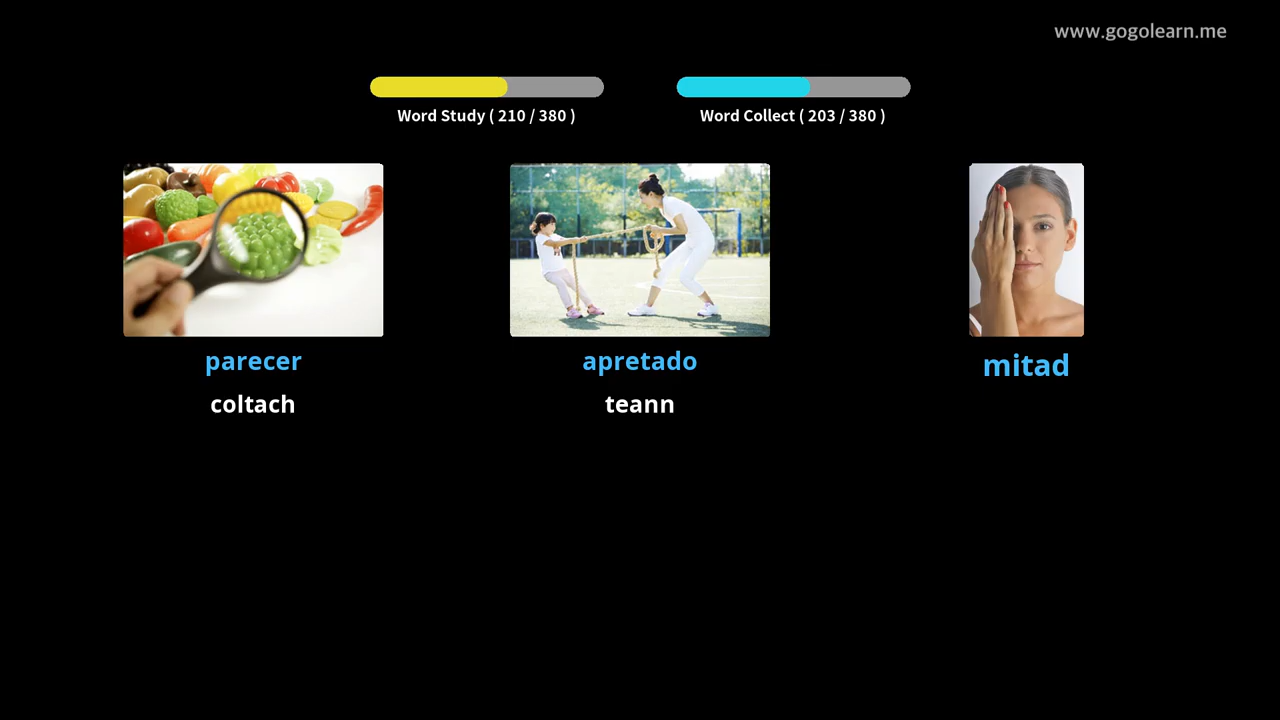 www.gogolearn.me
Word Study ( 210 / 380 )
Word Collect ( 203 / 380 )
parecer
apretado
mitad
coltach
teann